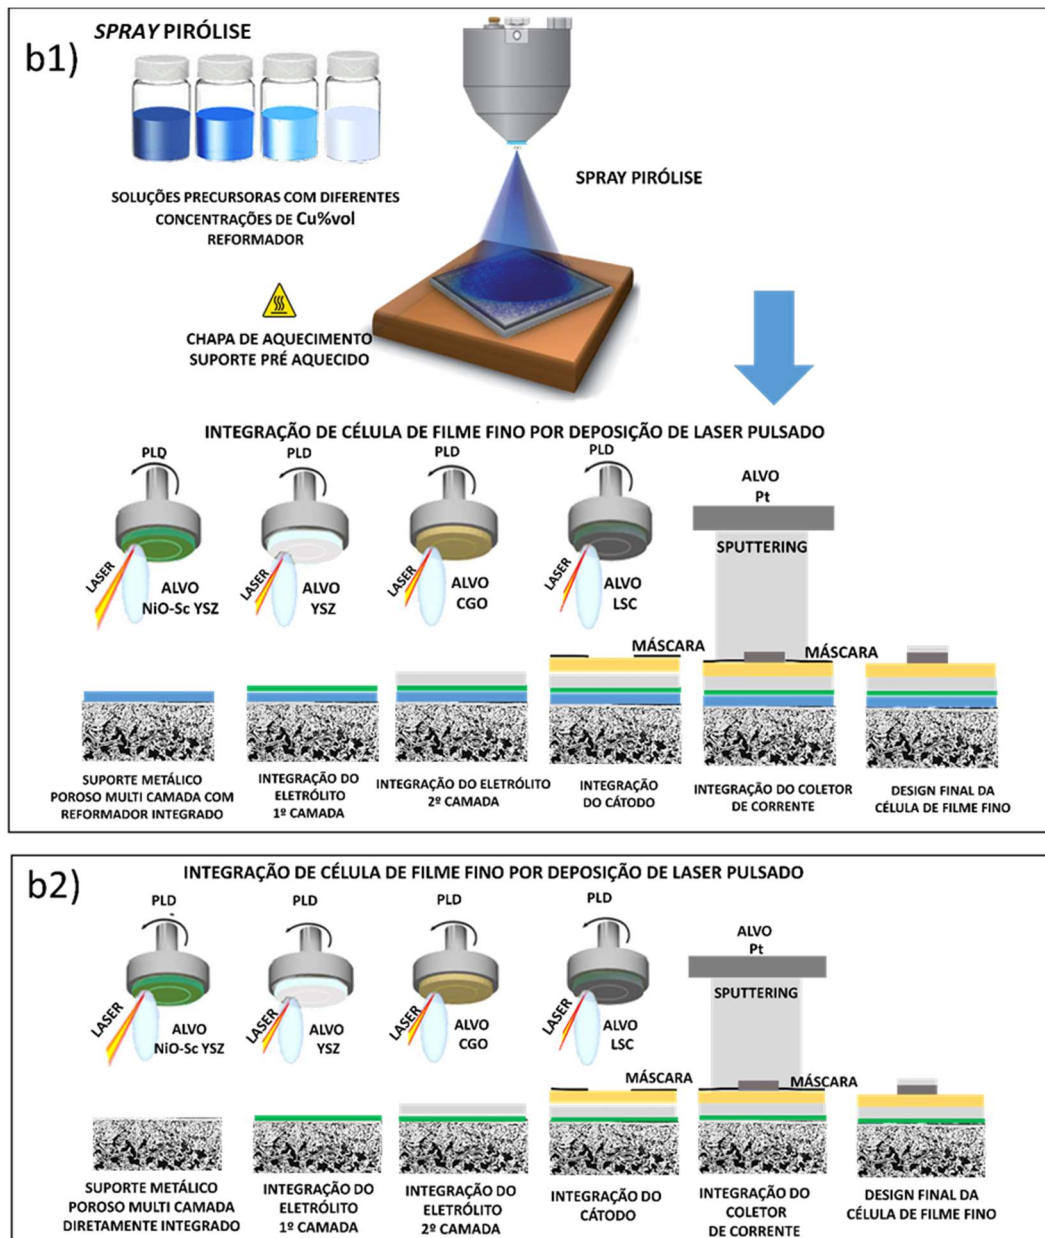 b1)
SPRAY PIRÓLISE
SOLUÇÕES PRECURSORAS COM DIFERENTES
CONCENTRAÇÕES DE Cu%vol
REFORMADOR
SPRAY PIRÓLISE
CHAPA DE AQUECIMENTO
SUPORTE PRÉ AQUECIDO
INTEGRAÇÃO DE CÉLULA DE FILME FINO POR DEPOSIÇÃO DE LASER PULSADO
PLD
LASER
ALVO
NiO-Sc YSZ
PLD
LASER
ALVO
YSZ
PLD
LASER
ALVO
CGO
PLD
LASER
ALVO
LSC
ALVO
Pt
SPUTTERING
MÁSCARA
MÁSCARA
SUPORTE METÁLICO
POROSO MULTI CAMADA COM
REFORMADOR INTEGRADO
INTEGRAÇÃO DO
ELETRÓLITO
1º CAMADA
INTEGRAÇÃO DO ELETRÓLITO
2º CAMADA
INTEGRAÇÃO
DO CÁTODO
INTEGRAÇÃO DO COLETOR
DE CORRENTE
DESIGN FINAL DA
CÉLULA DE FILME FINO
b2)
INTEGRAÇÃO DE CÉLULA DE FILME FINO POR DEPOSIÇÃO DE LASER PULSADO
PLD
LASER
ALVO
NiO-Sc YSZ
PLD
LASER
ALVO
YSZ
PLD
LASER
ALVO
CGO
PLD
LASER
ALVO
LSC
ALVO
Pt
SPUTTERING
MÁSCARA
MÁSCARA
SUPORTE METÁLICO
POROSO MULTI CAMADA
DIRETAMENTE INTEGRADO
INTEGRAÇÃO DO
ELETRÓLITO
1º CAMADA
INTEGRAÇÃO DO
ELETRÓLITO
2º CAMADA
INTEGRAÇÃO DO
CÁTODO
INTEGRAÇÃO DO
COLETOR
DE CORRENTE
DESIGN FINAL DA
CÉLULA DE FILME FINO